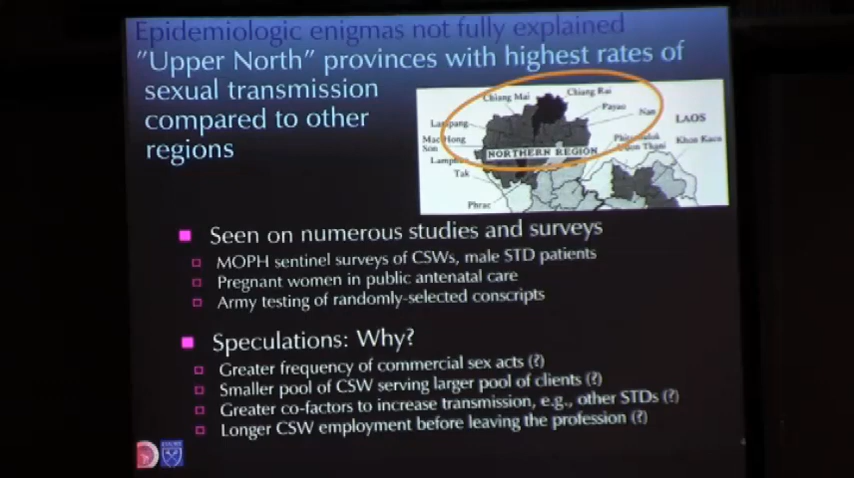 Epidemiologic enigmas not fully explained
"Upper North" provinces with highest rates of
sexual transmission
compared to other
regions
Chiang Mai
Chiang Rai
Payao
Nan
LAOS
Lampang
Mae Hong
Son
NORTHERN REGION
Khon Kaen
Tak
Phrae
Seen on numerous studies and surveys
MOPH sentinel surveys of CSWs, male STD patients
Pregnant women in public antenatal care
Army testing of randomly-selected conscripts
Speculations: Why?
Greater frequency of commercial sex acts (?)
Smaller pool of CSW serving larger pool of clients (?)
Greater co-factors to increase transmission, e.g., other STDs (?)
Longer CSW employment before leaving the profession (?)